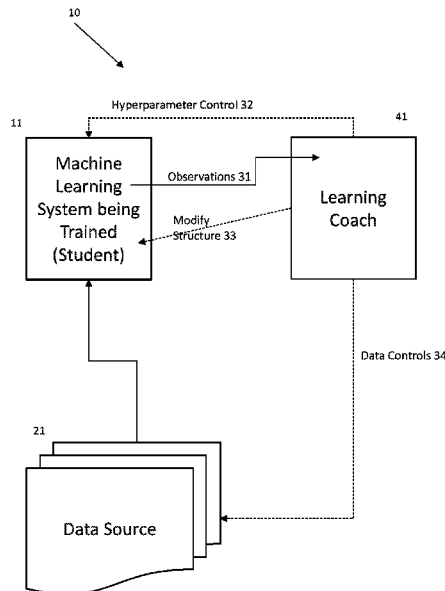 10
Hyperparameter Control 32
11
41
Machine
Learning
System being
Trained
(Student)
Observations 31
Learning
Coach
Modify
Structure 33
Data Controls 34
21
Data Source